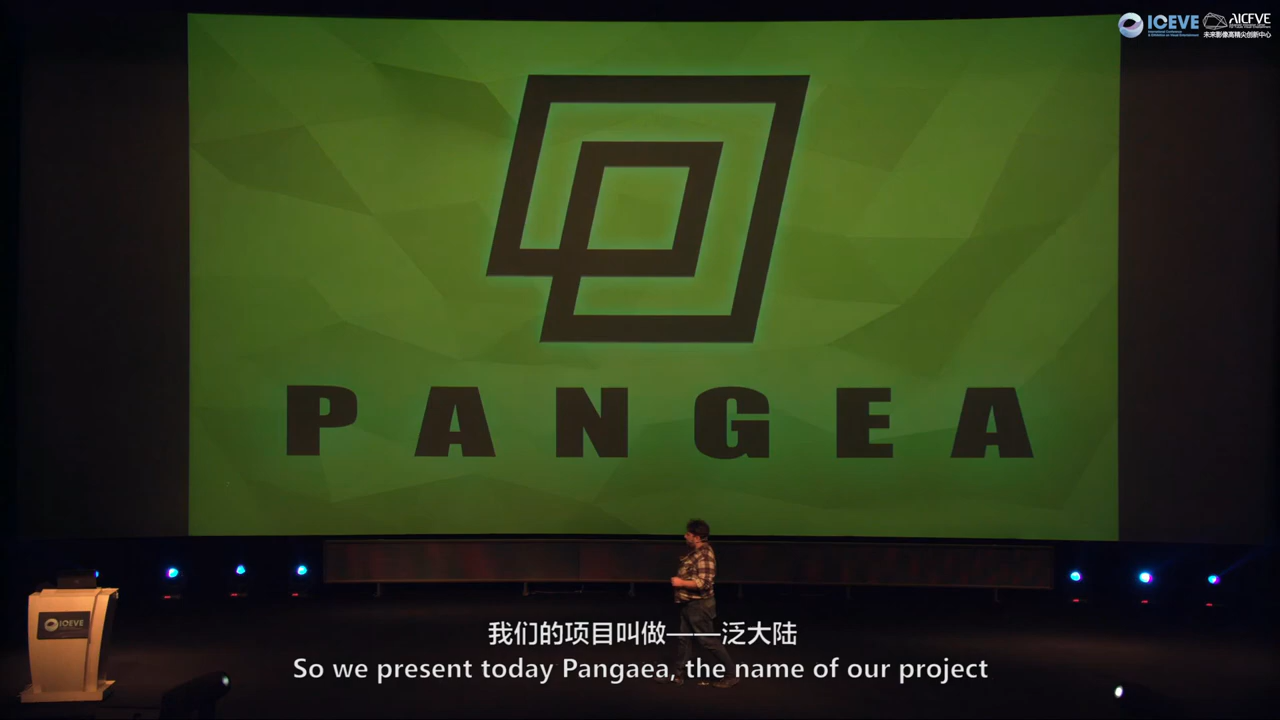 ICEVE
AICFVE
未来影像高精尖创新中心
PANGEA
ICEVE
我们的项目叫做——泛大陆
So we present today Pangaea, the name of our project